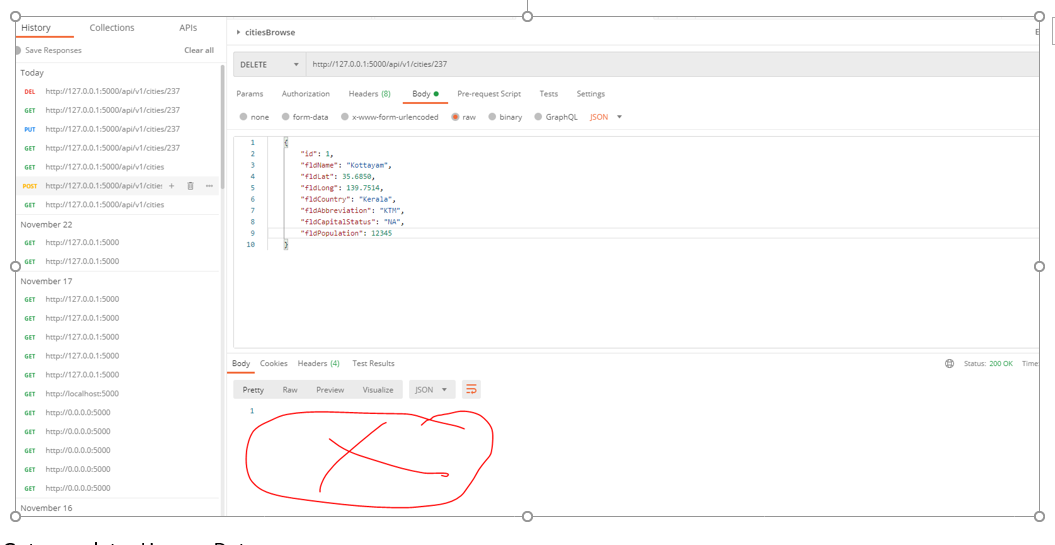 History Collections APIs
Save Responses Clear all
Today
DEL http://127.0.0.1:5000/api/v1/cities/237
GET http://127.0.0.1:5000/api/v1/cities/237
PUT http://127.0.0.1:5000/api/v1/cities/237
GET http://127.0.0.1:5000/api/v1/cities/237
GET http://127.0.0.1:5000/api/v1/cities
POST http://127.0.0.1:5000/api/v1/cities
GET http://127.0.0.1:5000/api/v1/cities
November 22
GET http://127.0.0.1:5000
GET http://127.0.0.1:5000
November 17
GET http://127.0.0.1:5000
GET http://127.0.0.1:5000
GET http://127.0.0.1:5000
GET http://127.0.0.1:5000
GET http://127.0.0.1:5000
GET http://localhost:5000
GET http://0.0.0.0:5000
GET http://0.0.0.0:5000
GET http://0.0.0.0:5000
GET http://0.0.0.0:5000
GET http://0.0.0.0:5000
November 16
citiesBrowse
DELETE http://127.0.0.1:5000/api/v1/cities/237
Params Authorization Headers (8) Body Pre-request Script Tests Settings
none form-data x-www-form-urlencoded raw binary GraphQL JSON
1 {
2 "id": 1,
3 "fldName": "Kottayam",
4 "fldLat": 35.6850,
5 "fldLong": 139.7514,
6 "fldCountry": "Kerala",
7 "fldAbbreviation": "KTM",
8 "fldCapitalStatus": "NA",
9 "fldPopulation": 12345
10 }
Body Cookies Headers (4) Test Results Status: 200 OK Time:
Pretty Raw Preview Visualize JSON
1